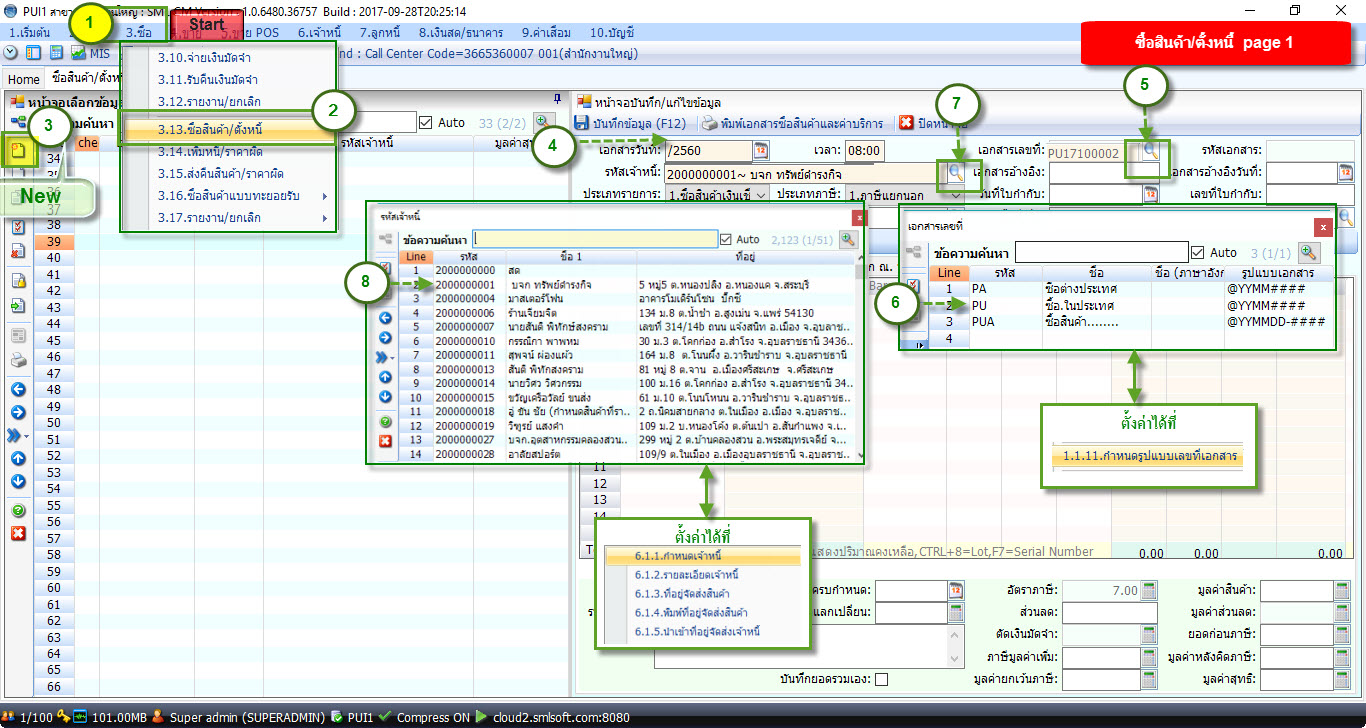 PUI1 สาย
นใหญ่ : SML
CM Version
1.0.6480.36757 Build : 2017-09-28T20:25:14
1
Start
1.เริ่มต้น
3.ซื้อ
4.ขาย
5.ขาย POS
6.เจ้าหนี้
7.ลูกหนี้
8.เงินสด/ธนาคาร
9.ค่าเสื่อม
10.บัญชี
ซื้อสินค้า/ตั้งหนี้ page 1
MIS
nd : Call Center Code=3665360007 001(สำนักงานใหญ่)
Home
ซื้อสินค้า/ตั้งหนี้
3.10.จ่ายเงินมัดจำ
3.11.รับคืนเงินมัดจำ
3.12.รายงาน/ยกเลิก
3.13.ซื้อสินค้า/ตั้งหนี้
3.14.เพิ่มหนี้/ราคาผิด
3.15.ส่งคืนสินค้า/ราคาผิด
3.16.ซื้อสินค้าแบบทะยอยรับ
3.17.รายงาน/ยกเลิก
2
3
New
หน้าจอเลือกข้อมูล
ความค้นหา
Auto
33 (2/2)
che
รหัสเจ้าหนี้
มูลค่าสุ
34
36
37
38
39
40
41
42
43
44
45
46
47
48
49
50
51
52
53
54
55
56
57
58
59
60
61
62
63
64
65
66
หน้าจอบันทึก/แก้ไขข้อมูล
บันทึกข้อมูล (F12)
พิมพ์เอกสารซื้อสินค้าและค่าบริการ
ปิดหน้าจอ
4
5
7
เอกสารวันที่:
/2560
เวลา:
08:00
เอกสารเลขที่:
PU17100002
รหัสเอกสาร:
รหัสเจ้าหนี้:
2000000001~ บจก ทรัพย์ดำรงกิจ
เอกสารอ้างอิง:
เอกสารอ้างอิงวันที่:
ประเภทรายการ:
1.ซื้อสินค้าเงินเชื่
ประเภทภาษี:
1.ภาษีแยกนอก
วันที่ใบกำกับ:
เลขที่ใบกำกับ:
รหัสเจ้าหนี้
x
ข้อความค้นหา
Auto
2,123 (1/51)
Line
รหัส
ชื่อ 1
ที่อยู่
8
1 2000000000 สด
2 2000000001 บจก ทรัพย์ดำรงกิจ 5 หมู่5 ต.หนองปลิง อ.หนองแค จ.สระบุรี
3 2000000004 มาสเตอร์โฟน อาคารโมเดิร์นโซน บิ๊กซี
4 2000000006 ร้านเจียมจิต 134 ม.8 ต.น้ำชำ อ.สูงเม่น จ.แพร่ 54130
5 2000000007 นายสันติ พิทักษ์สงคราม เลขที่ 314/14b ถนน แจ้งสนิท อ.เมือง จ.อุบลรา...
6 2000000010 กรรณิกา พาพหม 30 ม.3 ต.โคกก่อง อ.สำโรง จ.อุบลราชธานี 3436...
7 2000000011 สุพจน์ ผ่องแผ้ว 164 ม.8 ต.โนนผึ้ง อ.วารินชำราบ จ.อุบลราชธานี
8 2000000013 สันติ พิทักสงคราม 81 หมู่ 8 ต.จาน อ.เมืองศรีสะเกษ จ.ศรีสะเกษ
9 2000000014 นายวิศว วิศวกรรม 100 ม.16 ต.โคกก่อง อ.สำโรง จ.อุบลราชธานี 34...
10 2000000015 ขวัญเครือวัลย์ ขนส่ง 61 ม.10 ต.โนนโหนน อ.วารินชำราบ จ.อุบลราชธ...
11 2000000018 อู่ ขัน ชัย (กำหนดสินค้าที่รา.. 2 ถ.นิคมสายกลาง ต.ในเมือง อ.เมือง จ.อุบลรา...
12 2000000019 วิฑูรย์ แสงคำ 109 ม.2 บ.หนองโค้ง ต.ต้นเปา อ.สันกำแพง จ.เ...
13 2000000027 บจก.อุตสาหกรรมคลองสวน... 299 หมู่ 2 ต.บ้านคลองสวน อ.พระสมุทรเจดีย์ จ...
14 2000000028 อาลัยสปอร์ต 109/9 ต.ในเมือง อ.เมืองอุบลราชธานี จ.อุบลรา...
ก ณ.
Bar
เอกสารเลขที่
x
ข้อความค้นหา
Auto
3 (1/1)
Line
รหัส
ชื่อ
ชื่อ (ภาษาอังก
รูปแบบเอกสาร
6
1 PA ซื้อต่างประเทศ @YYMM####
2 PU ซื้อ.ในประเทศ @YYMM####
3 PUA ซื้อสินค้า........ @YYMMDD-####
4
ตั้งค่าได้ที่
1.1.11.กำหนดรูปแบบเลขที่เอกสาร
11
12
13
14
ตั้งค่าได้ที่
6.1.1.กำหนดเจ้าหนี้
6.1.2.รายละเอียดเจ้าหนี้
6.1.3.ที่อยู่จัดส่งสินค้า
6.1.4.พิมพ์ที่อยู่จัดส่งสินค้า
6.1.5.นำเข้าที่อยู่จัดส่งเจ้าหนี้
แสดงปริมาณคงเหลือ,CTRL+8=Lot,F7=Serial Number
0.00
0.00
0.00
ครบกำหนด:
อัตราภาษี:
7.00
มูลค่าสินค้า:
แลกเปลี่ยน:
ส่วนลด:
มูลค่าส่วนลด:
ตัดเงินมัดจำ:
ยอดก่อนภาษี:
ภาษีมูลค่าเพิ่ม:
มูลค่าหลังคิดภาษี:
บันทึกยอดรวมเอง:
มูลค่ายกเว้นภาษี:
มูลค่าสุทธิ:
1/100
101.00MB
Super admin (SUPERADMIN)
PUI1
Compress ON
cloud2.smlsoft.com:8080